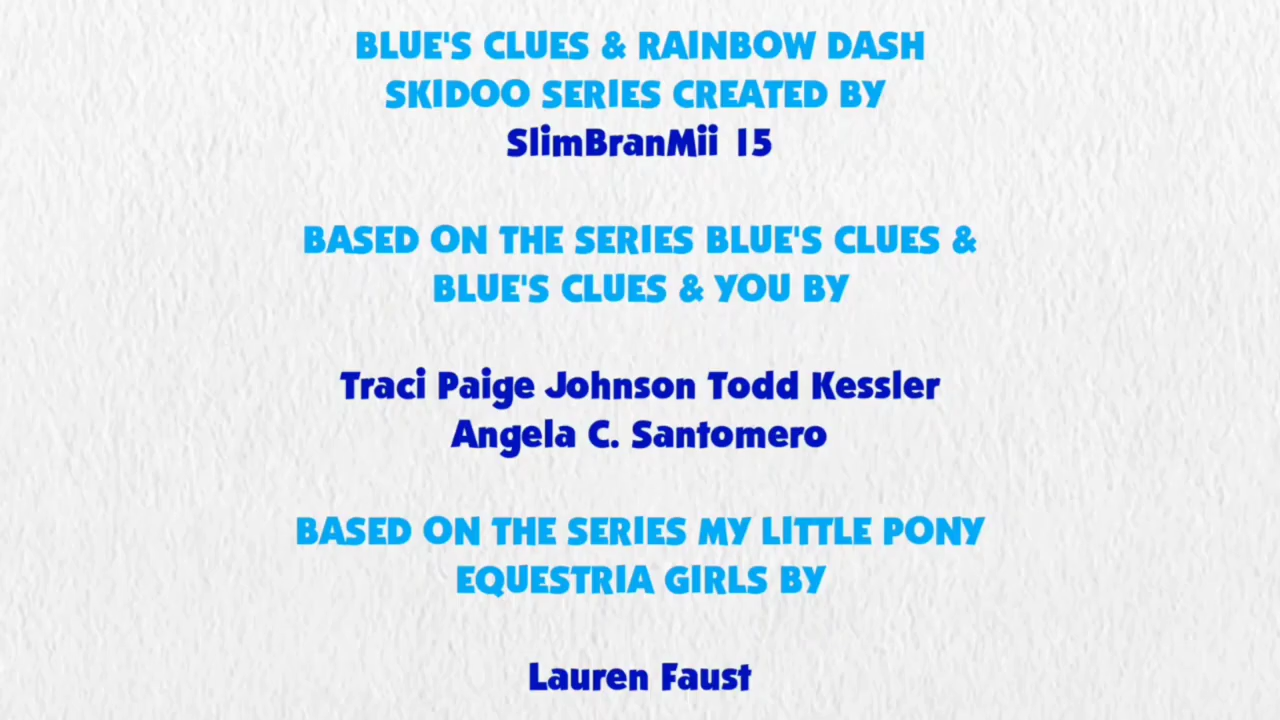 BLUE'S CLUES & RAINBOW DASH
SKIDOO SERIES CREATED BY
SlimBranMii 15
BASED ON THE SERIES BLUE'S CLUES &
BLUE'S CLUES & YOU BY
Traci Paige Johnson Todd Kessler
Angela C. Santomero
BASED ON THE SERIES MY LITTLE PONY
EQUESTRIA GIRLS BY
Lauren Faust